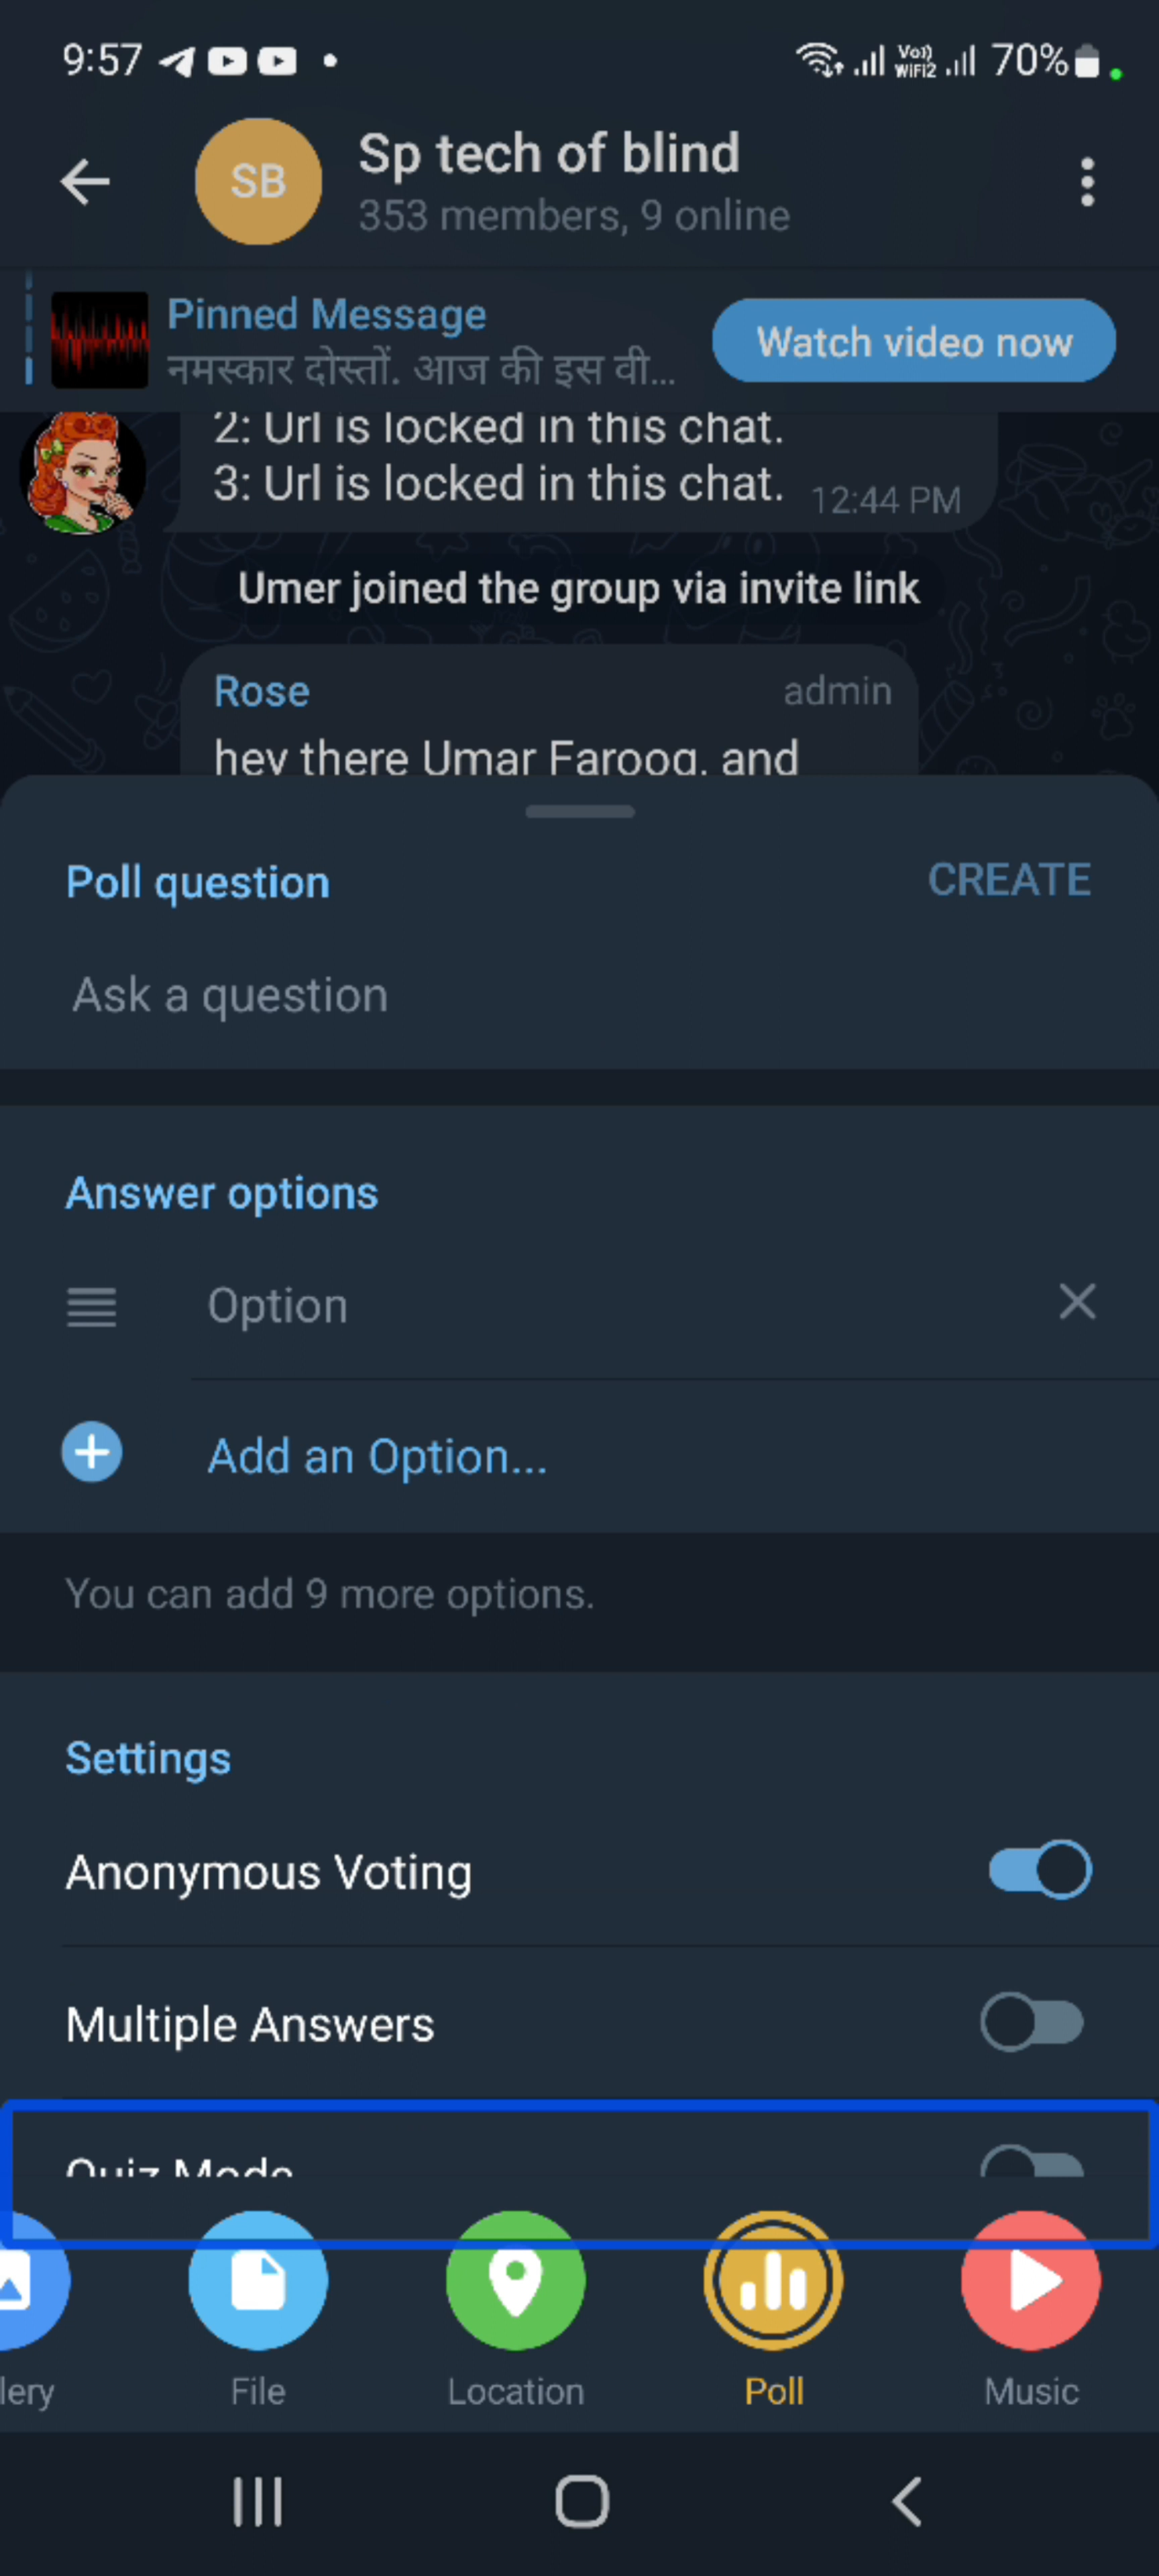 9:57
Vo)) WiFi2 70%
SB
Sp tech of blind
353 members, 9 online
Pinned Message
नमस्कार दोस्तों. आज की इस वी...
Watch video now
2: Url is locked in this chat.
3: Url is locked in this chat.
12:44 PM
Umer joined the group via invite link
Rose admin
hey there Umar Farooq, and
Poll question CREATE
Ask a question
Answer options
Option
Add an Option...
You can add 9 more options.
Settings
Anonymous Voting
Multiple Answers
Quiz Mode
lery File Location Poll Music